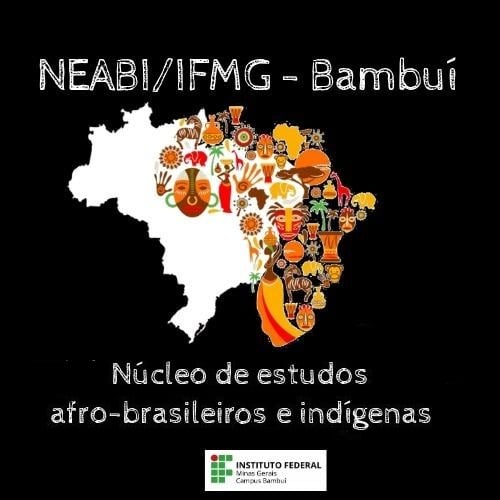 NEABI/IFMG - Bambuí
Núcleo de estudos
afro-brasileiros e indígenas
INSTITUTO FEDERAL
Minas Gerais
Campus Bambuí